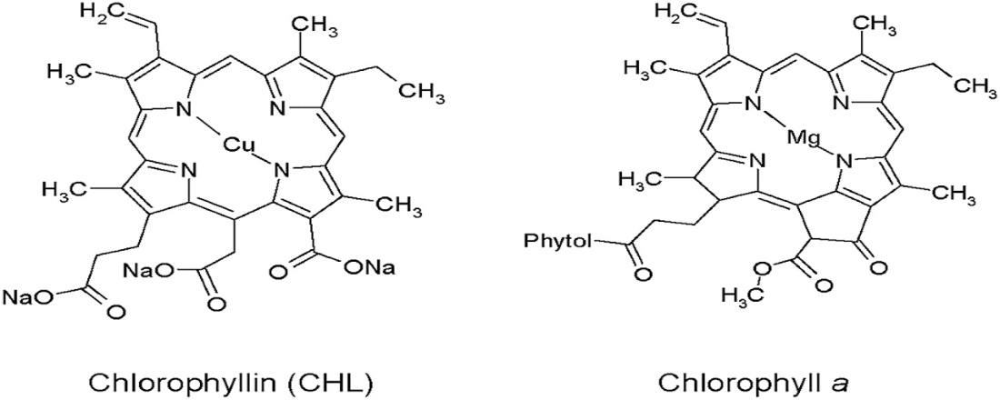 H2C
CH3
H3C
CH3
N
N
Cu
N
N
H3C
CH3
NaO
O
ONa
NaO
O
O
Chlorophyllin (CHL)
H2C
CH3
H3C
CH3
N
N
Mg
N
N
H3C
CH3
Phytol
O
O
O
O
H3C
Chlorophyll a